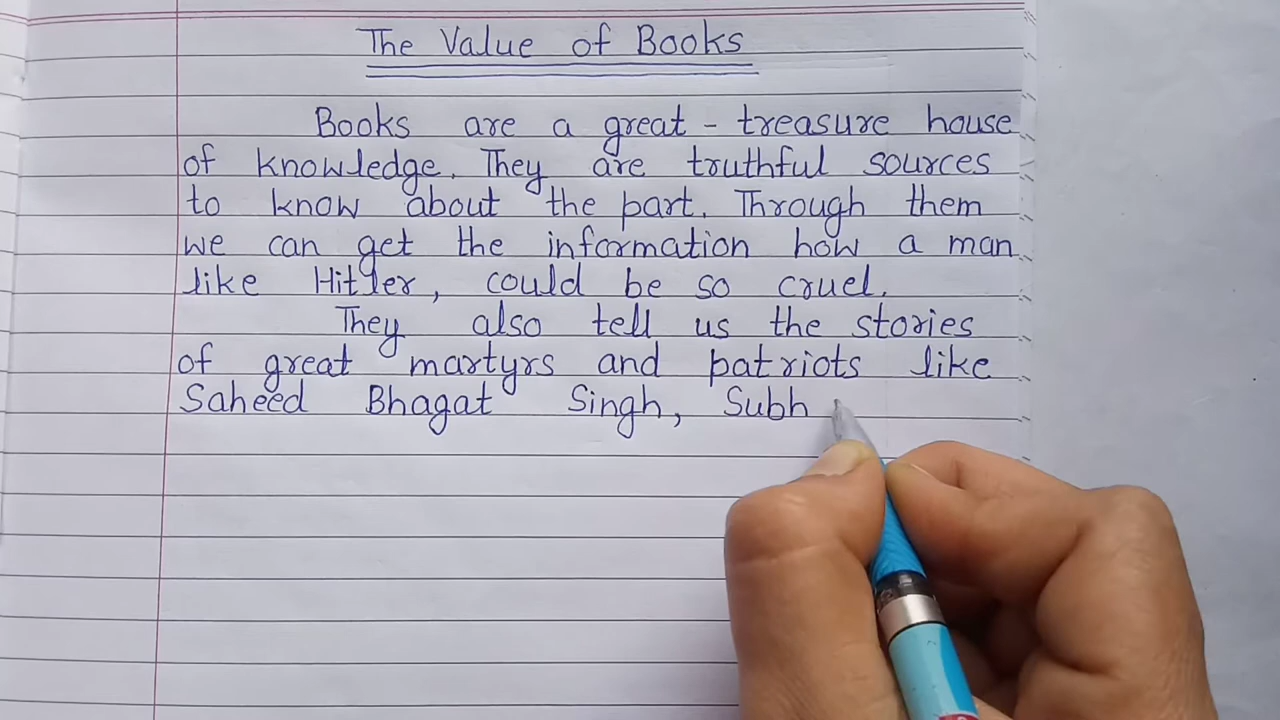 The Value of Books
Books are a great - treasure house
of knowledge. They are truthful sources
to know about the part. Through them
we can get the information how a man
like Hitler, could be so cruel.
They also tell us the stories
of great martyrs and patriots like
Saheed Bhagat Singh, Subh